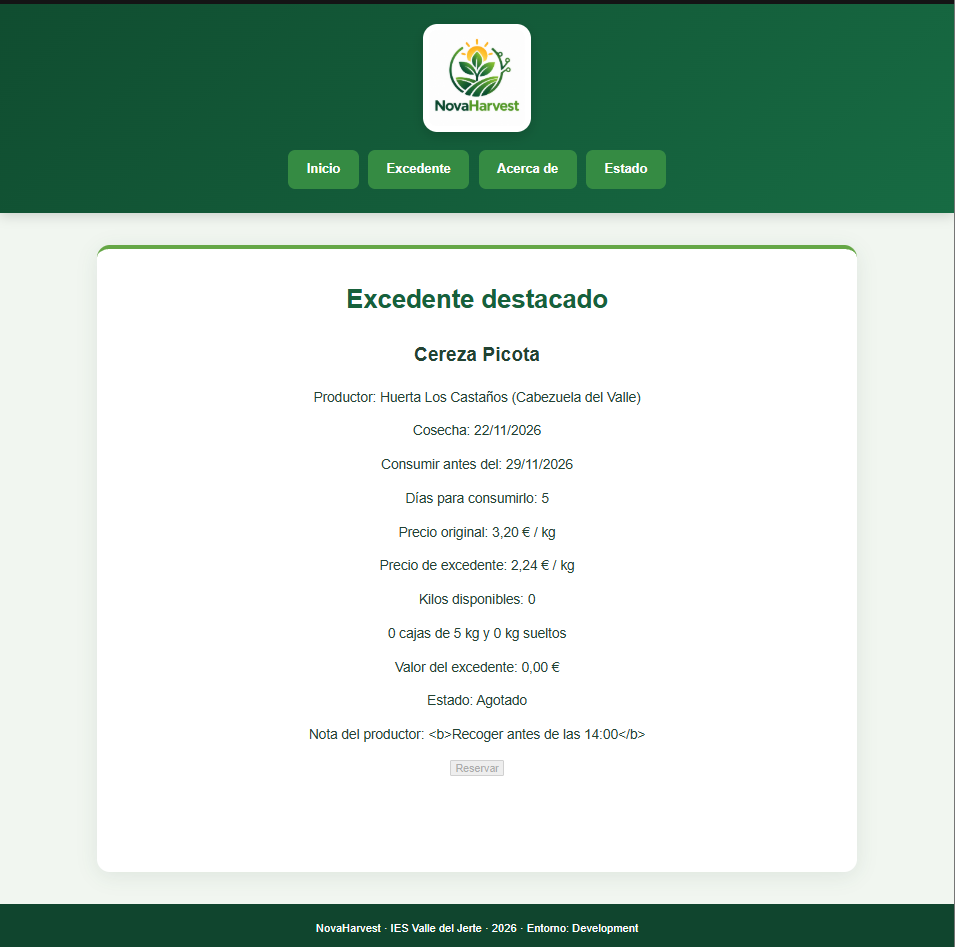 NovaHarvest
Inicio
Excedente
Acerca de
Estado
Excedente destacado
Cereza Picota
Productor: Huerta Los Castaños (Cabezuela del Valle)
Cosecha: 22/11/2026
Consumir antes del: 29/11/2026
Días para consumirlo: 5
Precio original: 3,20 € / kg
Precio de excedente: 2,24 € / kg
Kilos disponibles: 0
0 cajas de 5 kg y 0 kg sueltos
Valor del excedente: 0,00 €
Estado: Agotado
Nota del productor: <b>Recoger antes de las 14:00</b>
Reservar
NovaHarvest · IES Valle del Jerte · 2026 · Entorno: Development